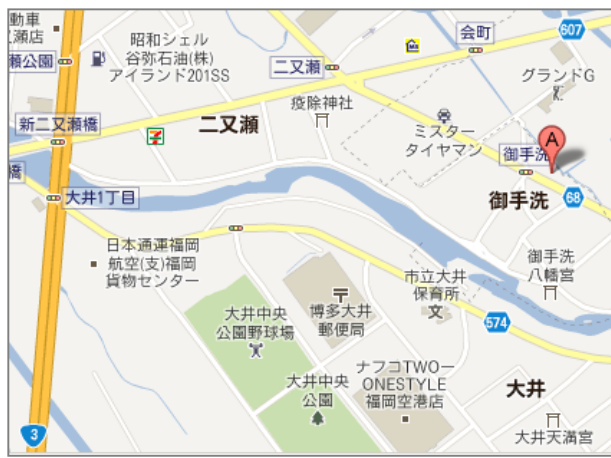 動車
瀬店
昭和シェル
谷弥石油(株)
アイランド201SS
会町
607
瀬公園
二又瀬
グランドG
疫除神社
新二又瀬橋
二又瀬
ミスター
タイヤマン
A
御手洗
橋
大井1丁目
御手洗
68
日本通運福岡
航空(支)福岡
貨物センター
御手洗
八幡宮
市立大井
保育所
大井中央
公園野球場
博多大井
郵便局
574
ナフコTWO一
ONESTYLE
福岡空港店
大井中央
公園
大井
3
大井天満宮